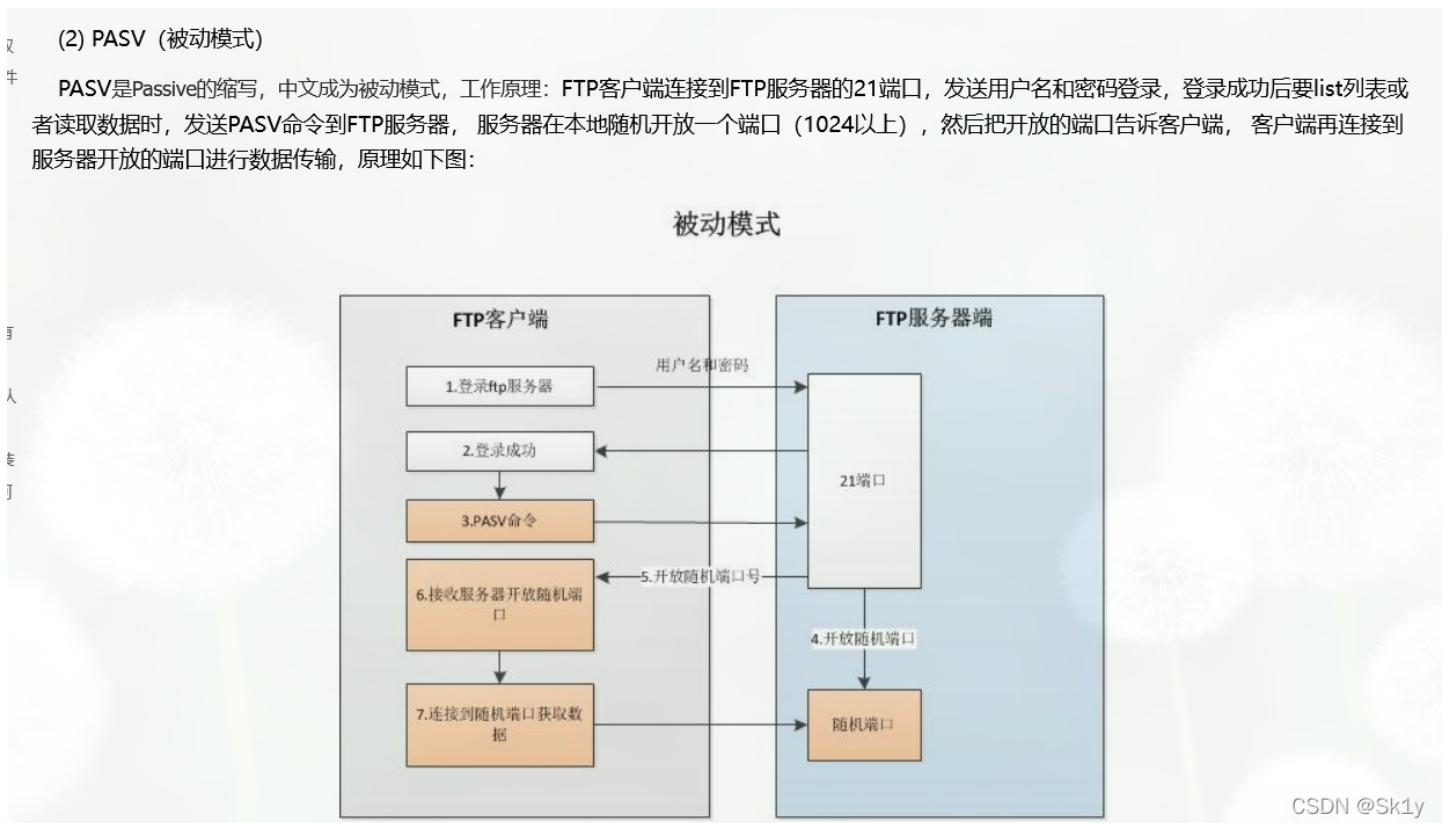 (2) PASV（被动模式）
PASV是Passive的缩写，中文成为被动模式，工作原理：FTP客户端连接到FTP服务器的21端口，发送用户名和密码登录，登录成功后要list列表或
者读取数据时，发送PASV命令到FTP服务器， 服务器在本地随机开放一个端口（1024以上）, 然后把开放的端口告诉客户端， 客户端再连接到
服务器开放的端口进行数据传输，原理如下图：
被动模式
FTP客户端
FTP服务器端
用户名和密码
1.登录ftp服务器
2.登录成功
21端口
3.PASV命令
5.开放随机端口号
6.接收服务器开放随机端
口
4.开放随机端口
7.连接到随机端口获取数
据
随机端口
CSDN @Sk1y